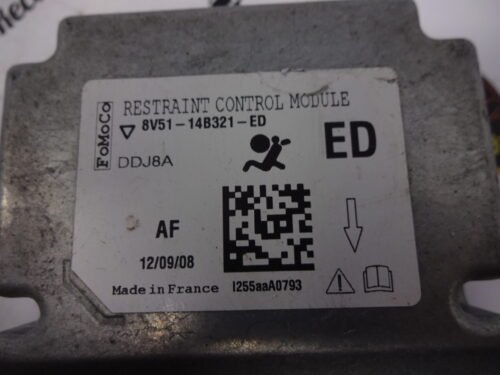 FoMoCo
RESTRAINT CONTROL MODULE
8V51-14B321-ED
DDJ8A
ED
AF
12/09/08
Made in France
I255aaA0793